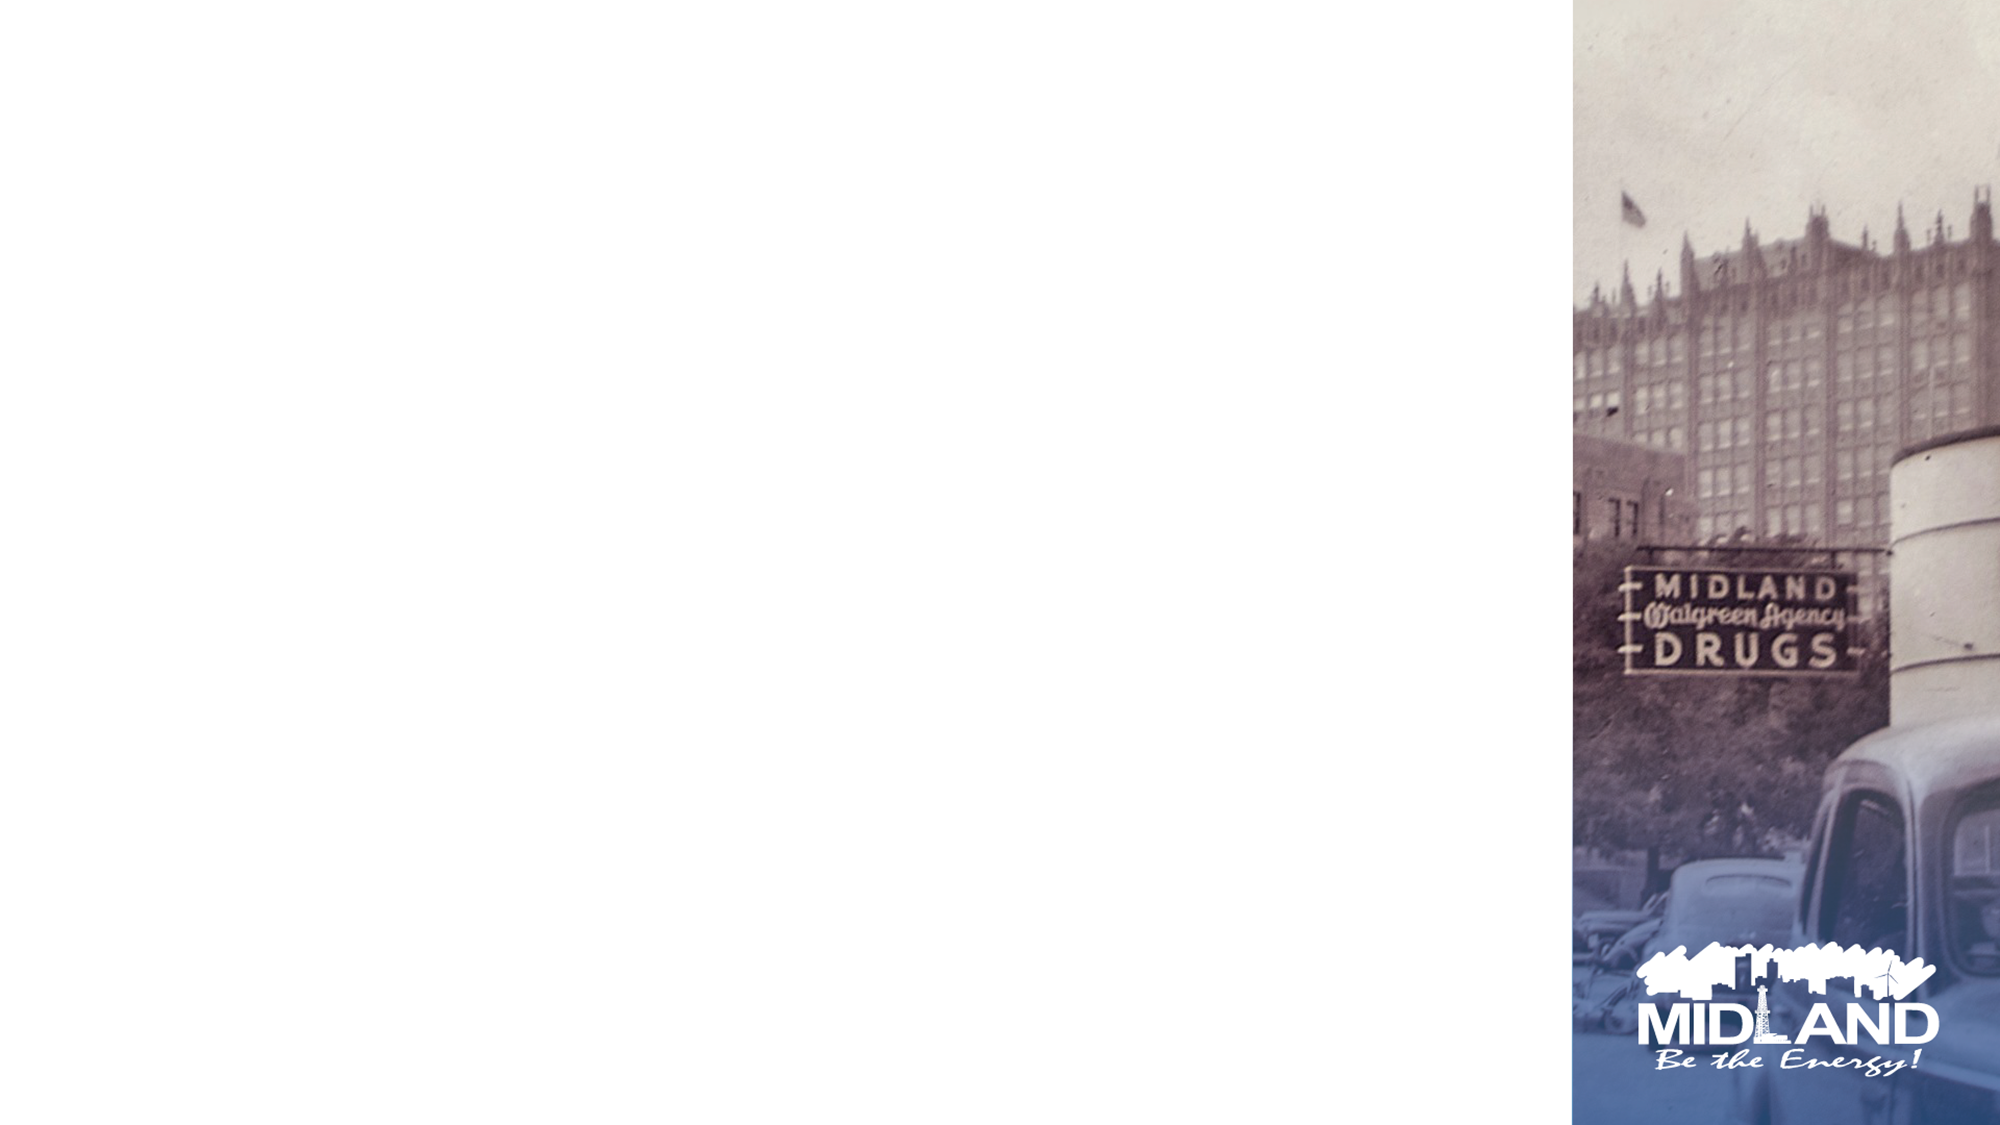 MIDLAND
Walgreen Agency
DRUGS
MIDLAND
Be the Energy!